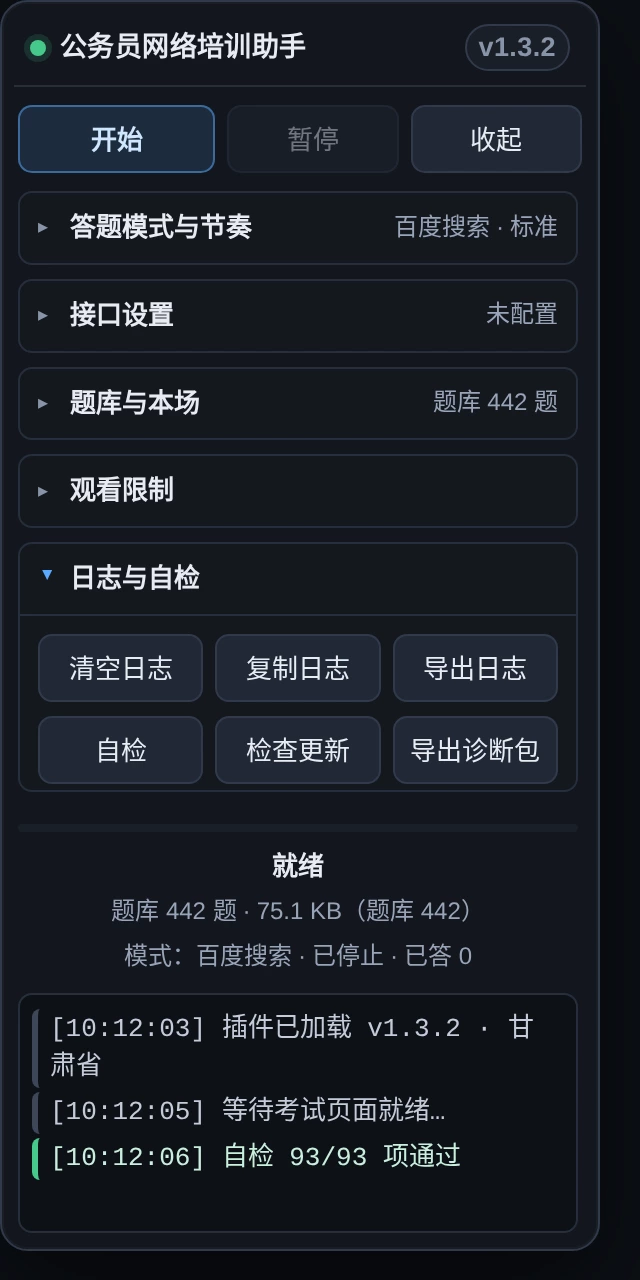 公务员网络培训助手 v1.3.2
开始 暂停 收起
▸ 答题模式与节奏 百度搜索 · 标准
▸ 接口设置 未配置
▸ 题库与本场 题库 442 题
▸ 观看限制
▾ 日志与自检
清空日志 复制日志 导出日志
自检 检查更新 导出诊断包
就绪
题库 442 题 · 75.1 KB（题库 442）
模式：百度搜索 · 已停止 · 已答 0
[10:12:03] 插件已加载 v1.3.2 · 甘
肃省
[10:12:05] 等待考试页面就绪…
[10:12:06] 自检 93/93 项通过